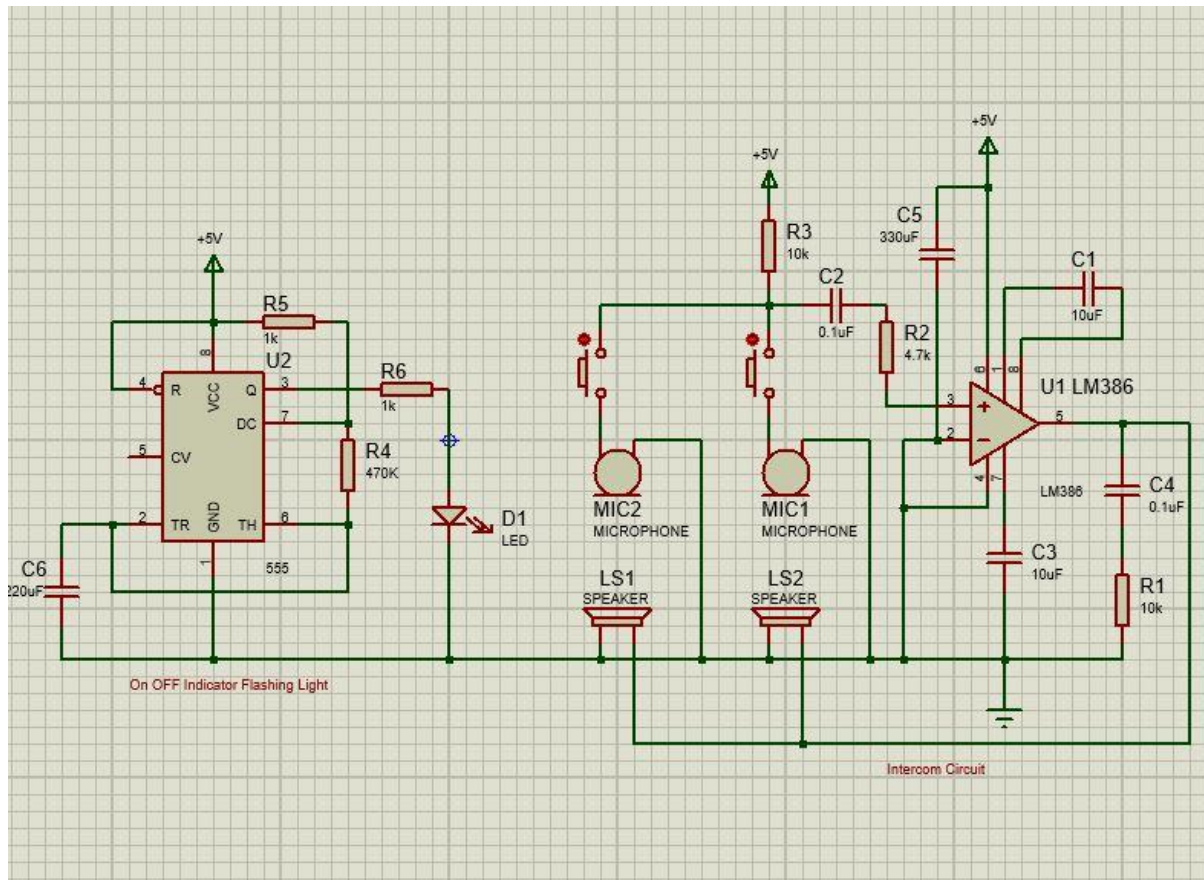 +5V
+5V
+5V
C5
330uF
R3
10k
C1
10uF
C2
0.1uF
R2
4.7k
R5
1k
U2
8
4
R
VCC
Q
3
R6
1k
DC
7
5
CV
R4
470K
2
TR
GND
TH
6
1
555
C6
220uF
D1
LED
MIC2
MICROPHONE
MIC1
MICROPHONE
6
1
8
U1 LM386
3
2
5
4
7
LM386
C4
0.1uF
C3
10uF
R1
10k
LS1
SPEAKER
LS2
SPEAKER
On OFF Indicator Flashing Light
Intercom Circuit